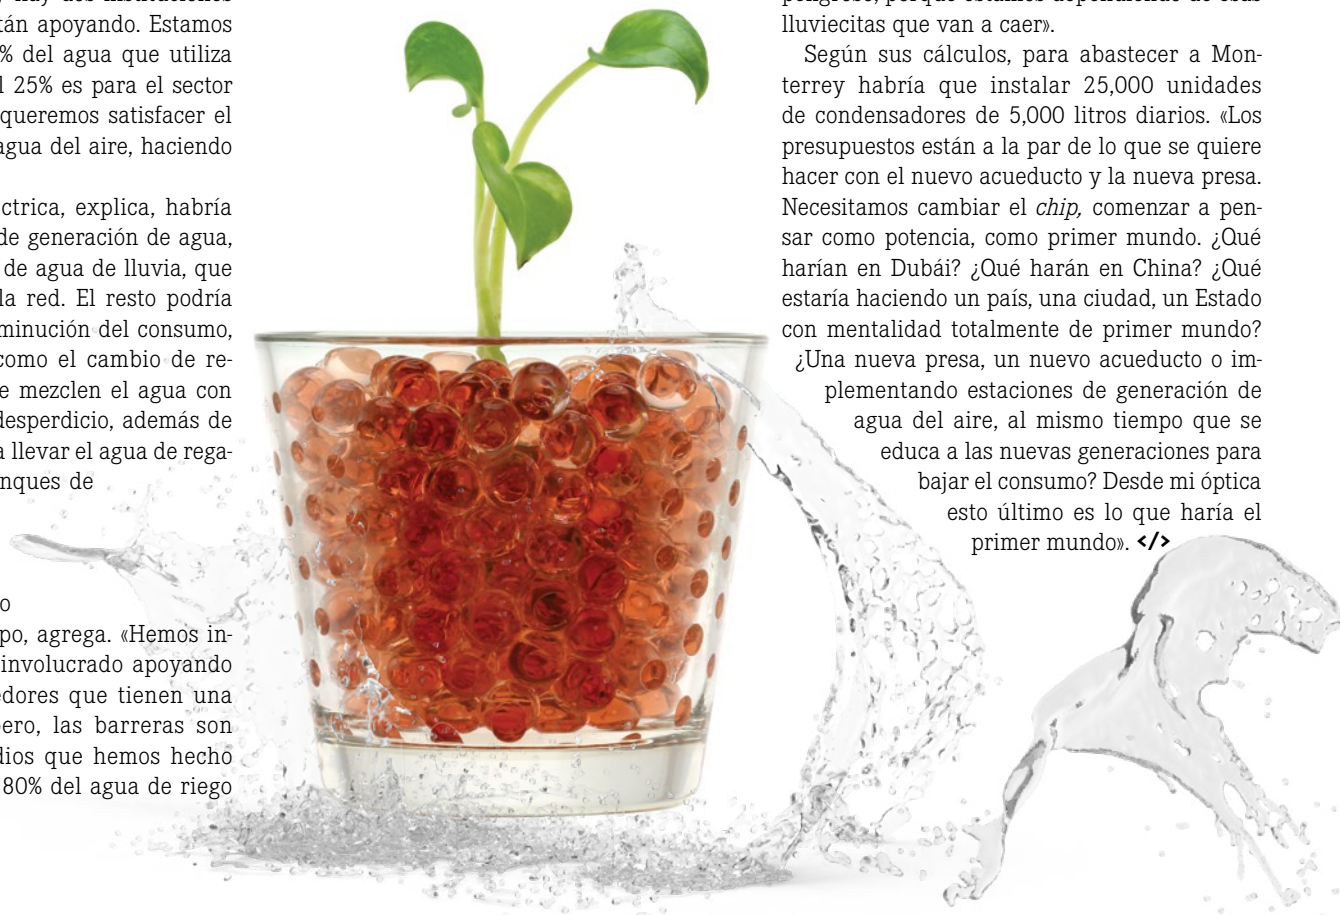 tán apoyando. Estamos
% del agua que utiliza
l 25% es para el sector
queremos satisfacer el
agua del aire, haciendo
ctrica, explica, habría
de generación de agua,
de agua de lluvia, que
la red. El resto podría
minución del consumo,
como el cambio de re-
e mezclen el agua con
desperdicio, además de
a llevar el agua de rega-
nques de
o
po, agrega. «Hemos in-
involucrado apoyando
edores que tienen una
pero, las barreras son
dios que hemos hecho
80% del agua de riego
lluviecitas que van a caer».
Según sus cálculos, para abastecer a Mon-
terrey habría que instalar 25,000 unidades
de condensadores de 5,000 litros diarios. «Los
presupuestos están a la par de lo que se quiere
hacer con el nuevo acueducto y la nueva presa.
Necesitamos cambiar el chip, comenzar a pen-
sar como potencia, como primer mundo. ¿Qué
harían en Dubái? ¿Qué harán en China? ¿Qué
estaría haciendo un país, una ciudad, un Estado
con mentalidad totalmente de primer mundo?
¿Una nueva presa, un nuevo acueducto o im-
plementando estaciones de generación de
agua del aire, al mismo tiempo que se
educa a las nuevas generaciones para
bajar el consumo? Desde mi óptica
esto último es lo que haría el
primer mundo». </>